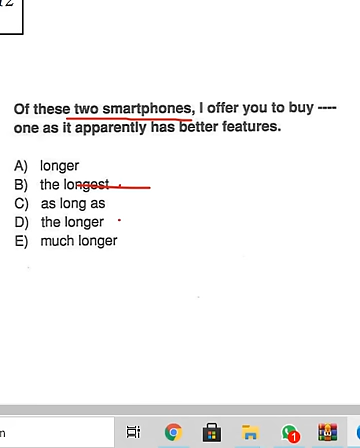 12
Of these two smartphones, I offer you to buy ----
one as it apparently has better features.
A) longer
B) the longest
C) as long as
D) the longer
E) much longer
n
1